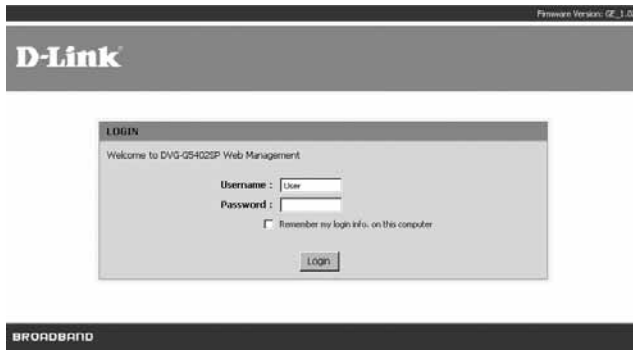 Firmware Version: GE_1.0
D-Link
LOGIN
Welcome to DVG-G5402SP Web Management
Username : User
Password :
Remember my login info. on this computer
Login
BROADBAND